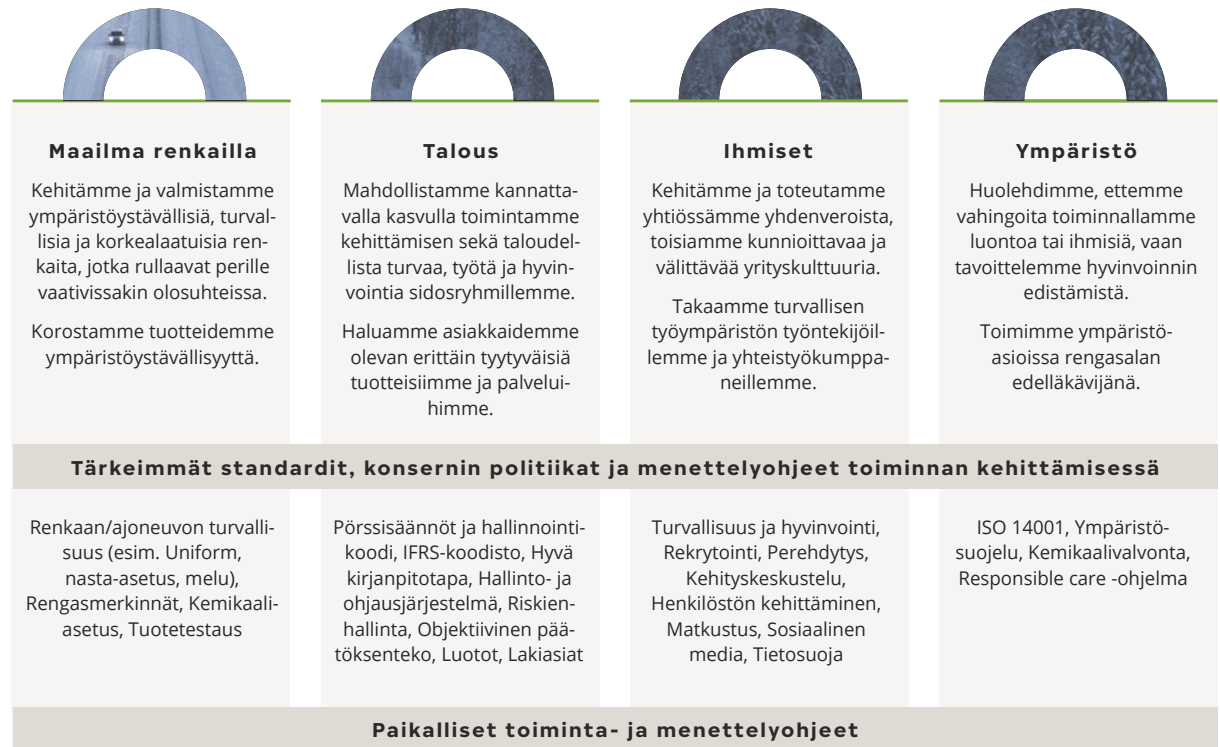 Maailma renkailla
Kehitämme ja valmistamme
ympäristöystävällisiä, turval-
lisia ja korkealaatuisia ren-
kaita, jotka rullaavat perille
vaativissakin olosuhteissa.
Korostamme tuotteidemme
ympäristöystävällisyyttä.
Talous
Mahdollistamme kannatta-
valla kasvulla toimintamme
kehittämisen sekä taloudel-
lista turvaa, työtä ja hyvin-
vointia sidosryhmillemme.
Haluamme asiakkaidemme
olevan erittäin tyytyväisiä
tuotteisiimme ja palvelui-
himme.
Ihmiset
Kehitämme ja toteutamme
yhtiössämme yhdenveroista,
toisiamme kunnioittavaa ja
välittävää yrityskulttuuria.
Takaamme turvallisen
työympäristön työntekijöil-
lemme ja yhteistyökumppa-
neillemme.
Ympäristö
Huolehdimme, ettemme
vahingoita toiminnallamme
luontoa tai ihmisiä, vaan
tavoittelemme hyvinvoinnin
edistämistä.
Toimimme ympäristö-
asioissa rengasalan
edelläkävijänä.
Tärkeimmät standardit, konsernin politiikat ja menettelyohjeet toiminnan kehittämisessä
Renkaan/ajoneuvon turvalli-
suus (esim. Uniform,
nasta-asetus, melu),
Rengasmerkinnät, Kemikaali-
asetus, Tuotetestaus
Pörssisäännöt ja hallinnointi-
koodi, IFRS-koodisto, Hyvä
kirjanpitotapa, Hallinto- ja
ohjausjärjestelmä, Riskien-
hallinta, Objektiivinen pää-
töksenteko, Luotot, Lakiasiat
Turvallisuus ja hyvinvointi,
Rekrytointi, Perehdytys,
Kehityskeskustelu,
Henkilöstön kehittäminen,
Matkustus, Sosiaalinen
media, Tietosuoja
ISO 14001, Ympäristö-
suojelu, Kemikaalivalvonta,
Responsible care -ohjelma
Paikalliset toiminta- ja menettelyohjeet